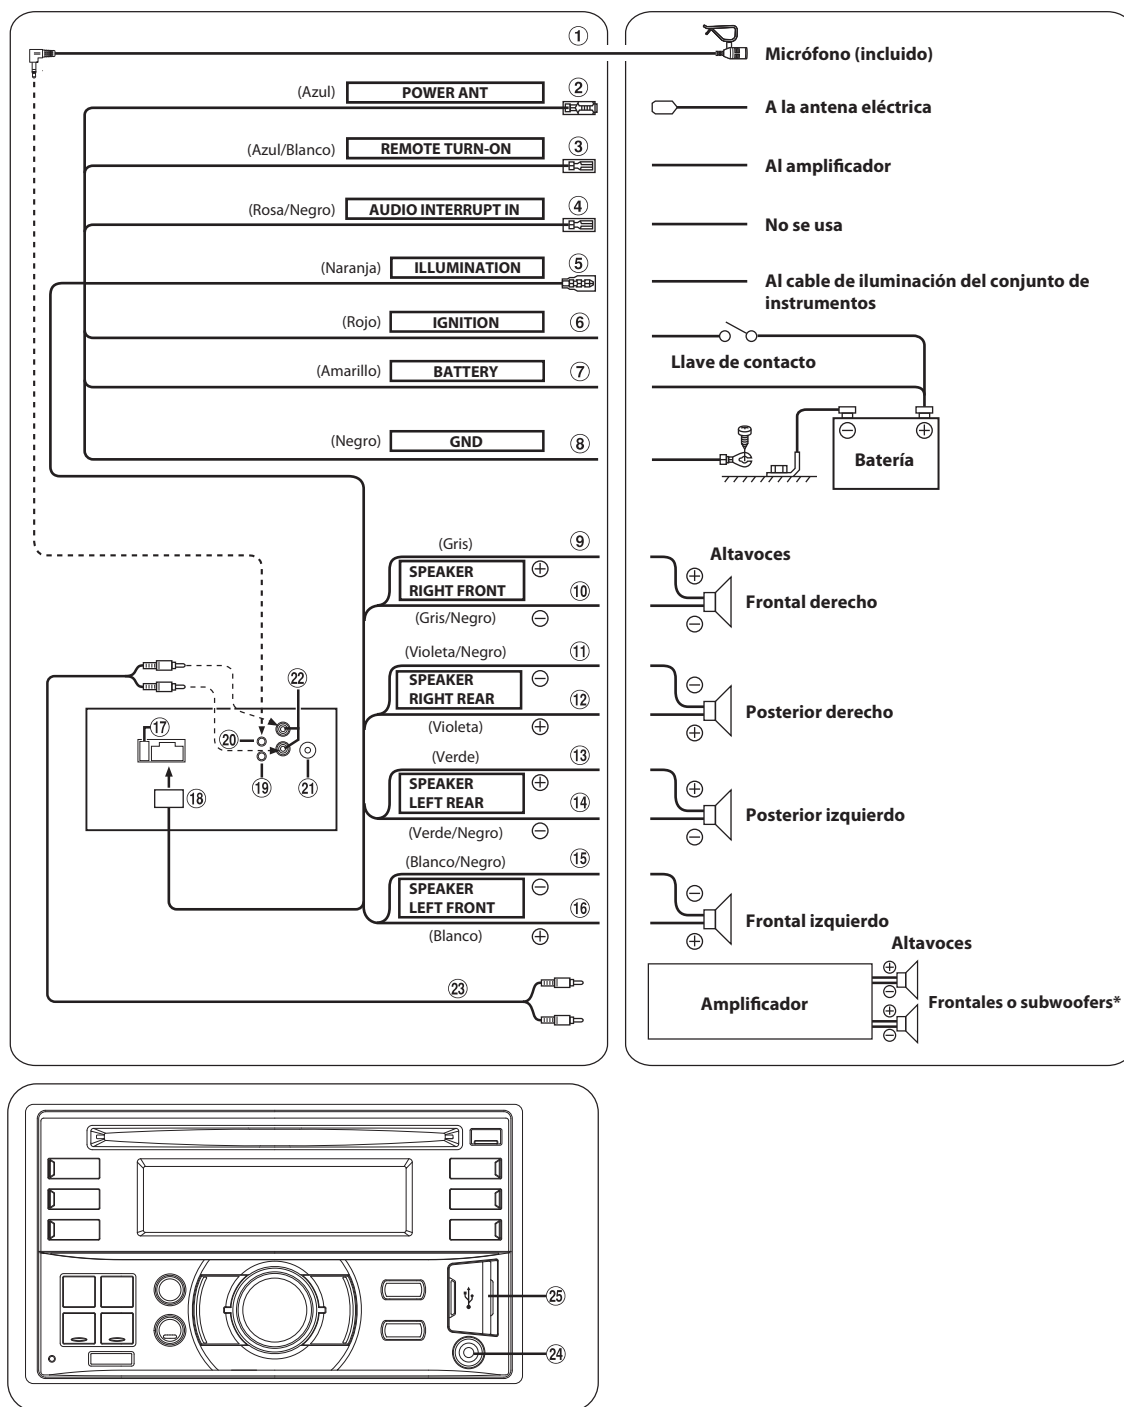 ①
Micrófono (incluido)
(Azul) POWER ANT ②
A la antena eléctrica
(Azul/Blanco) REMOTE TURN-ON ③
Al amplificador
(Rosa/Negro) AUDIO INTERRUPT IN ④
No se usa
(Naranja) ILLUMINATION ⑤
Al cable de iluminación del conjunto de
instrumentos
(Rojo) IGNITION ⑥
Llave de contacto
(Amarillo) BATTERY ⑦
(Negro) GND ⑧
⊖ ⊕
Batería
(Gris) ⑨
Altavoces
SPEAKER ⊕
RIGHT FRONT ⑩
(Gris/Negro) ⊖
⊕
Frontal derecho
⊖
(Violeta/Negro) ⑪
SPEAKER ⊖
RIGHT REAR ⑫
(Violeta) ⊕
⊖
Posterior derecho
⊕
(Verde) ⑬
SPEAKER ⊕
LEFT REAR ⑭
(Verde/Negro) ⊖
⊕
Posterior izquierdo
⊖
(Blanco/Negro) ⑮
SPEAKER ⊖
LEFT FRONT ⑯
(Blanco) ⊕
⊖
Frontal izquierdo
⊕
㉒
⑰
⑳
⑱
⑲
㉑
㉓
Altavoces
Amplificador
⊕
⊖
⊕
⊖
Frontales o subwoofers*
㉕
㉔